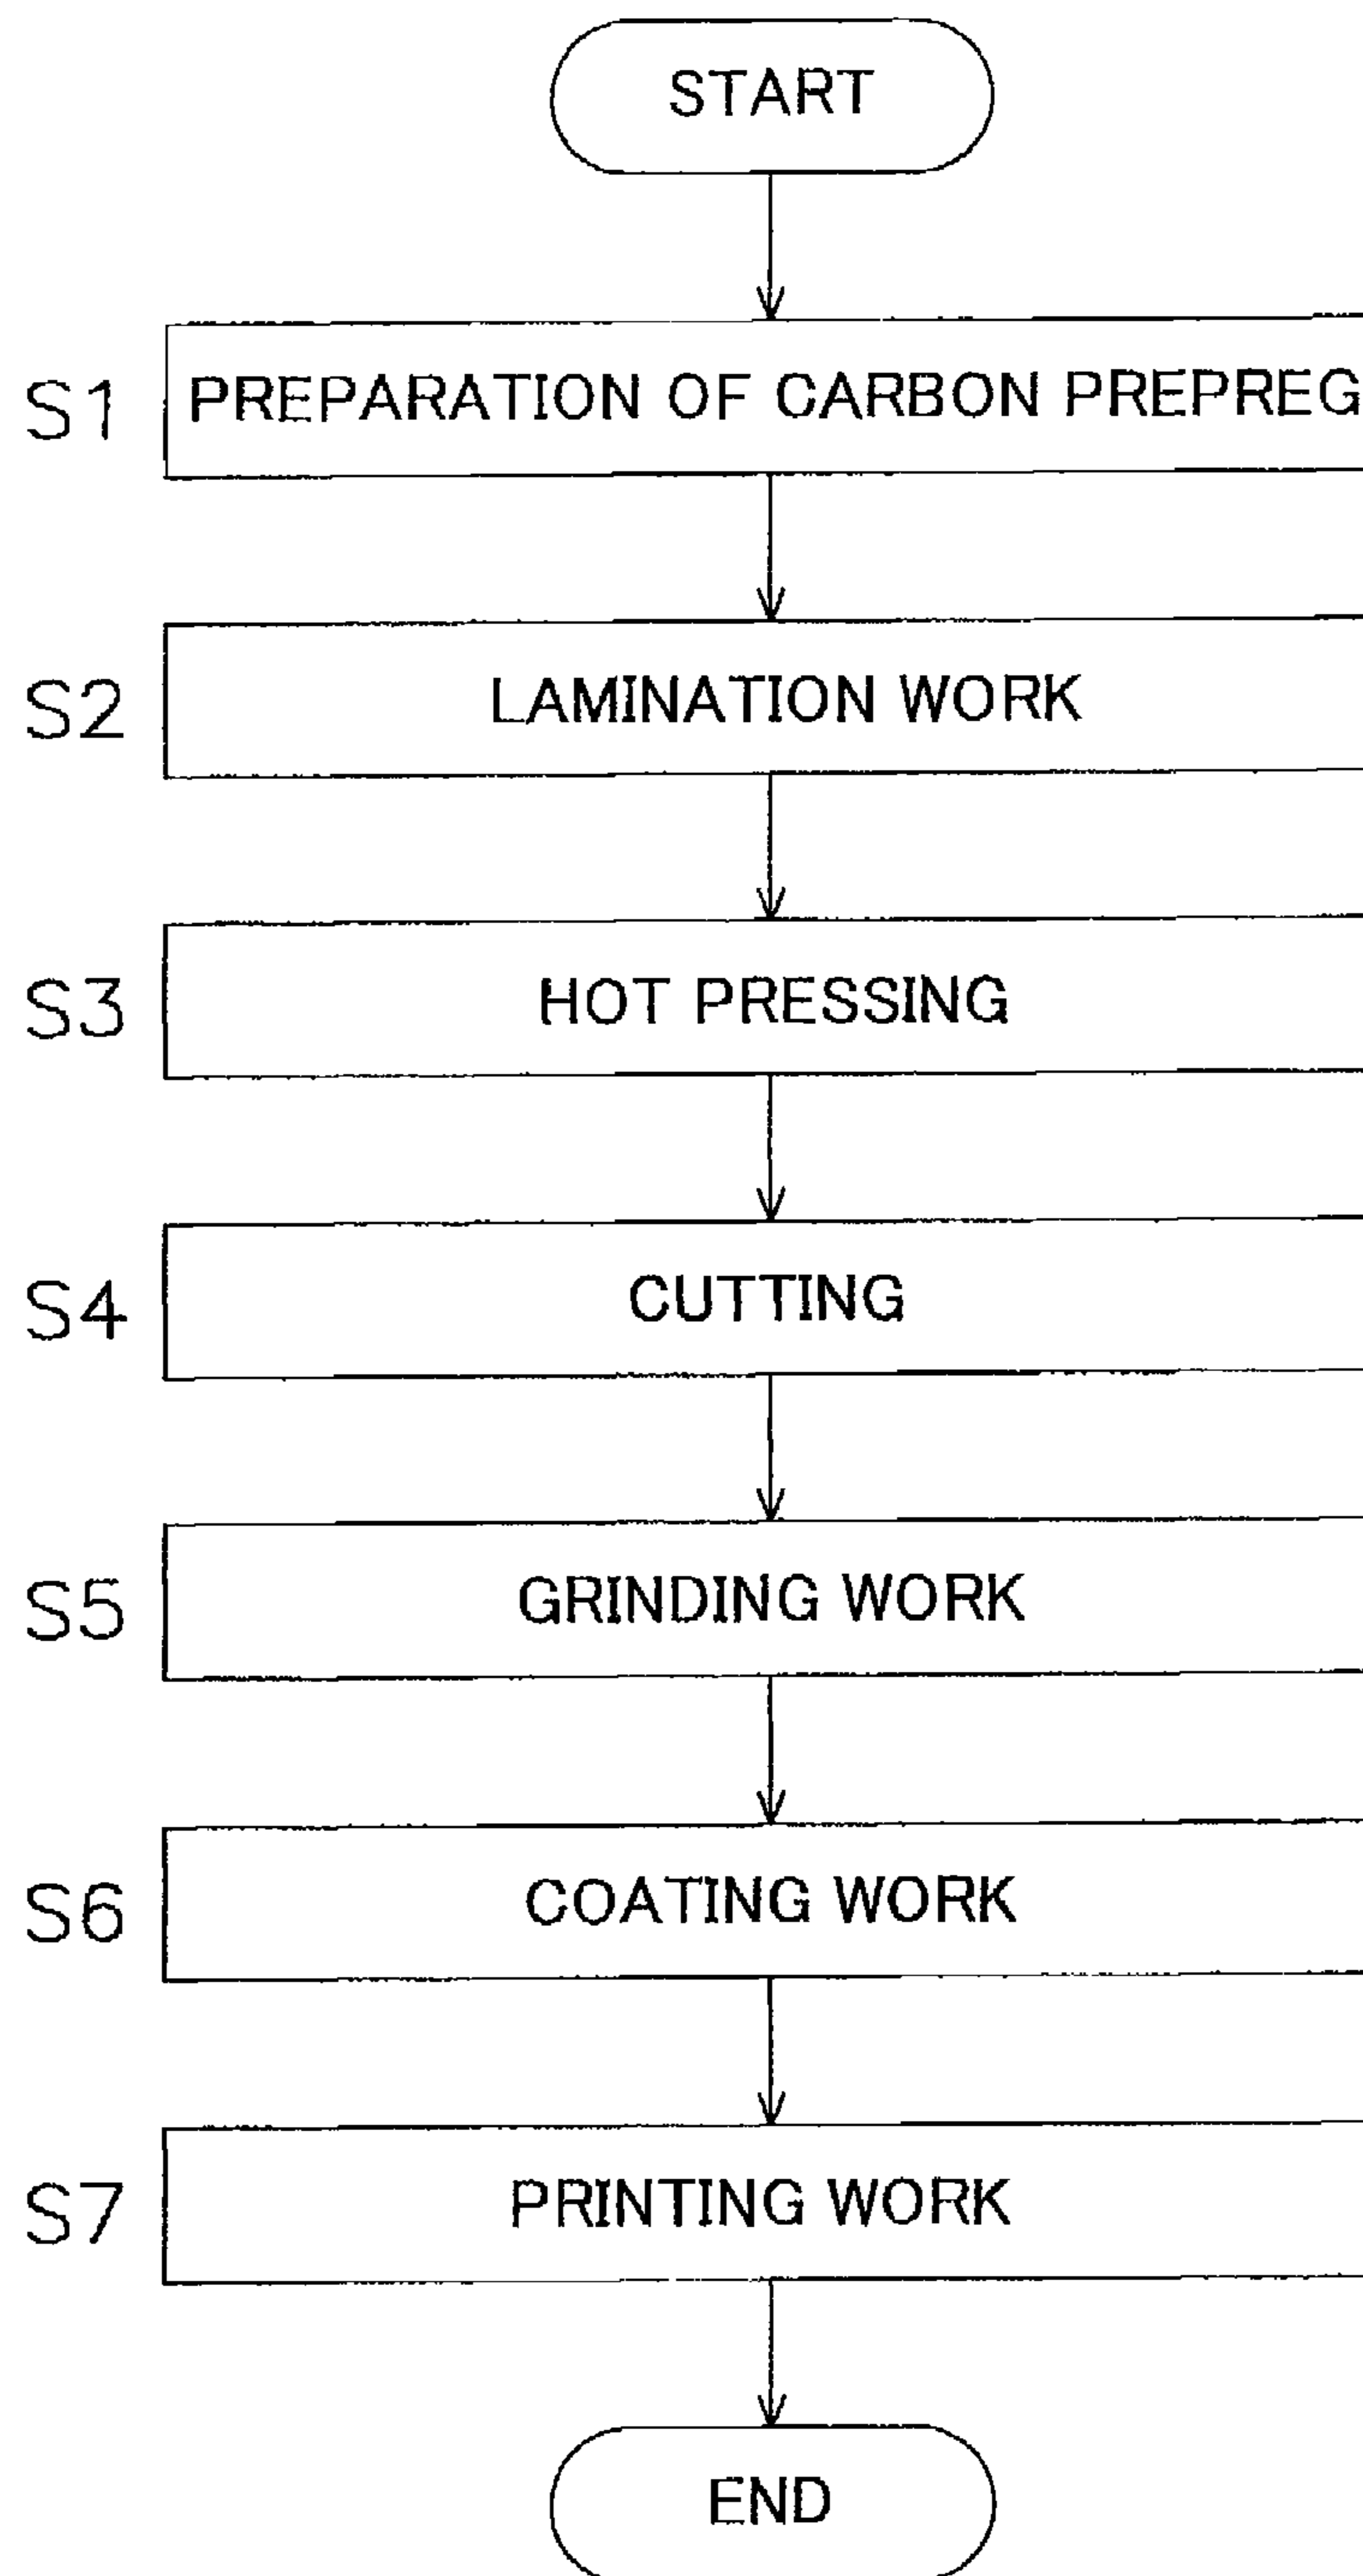 START
S1 PREPARATION OF CARBON PREPREG
S2 LAMINATION WORK
S3 HOT PRESSING
S4 CUTTING
S5 GRINDING WORK
S6 COATING WORK
S7 PRINTING WORK
END